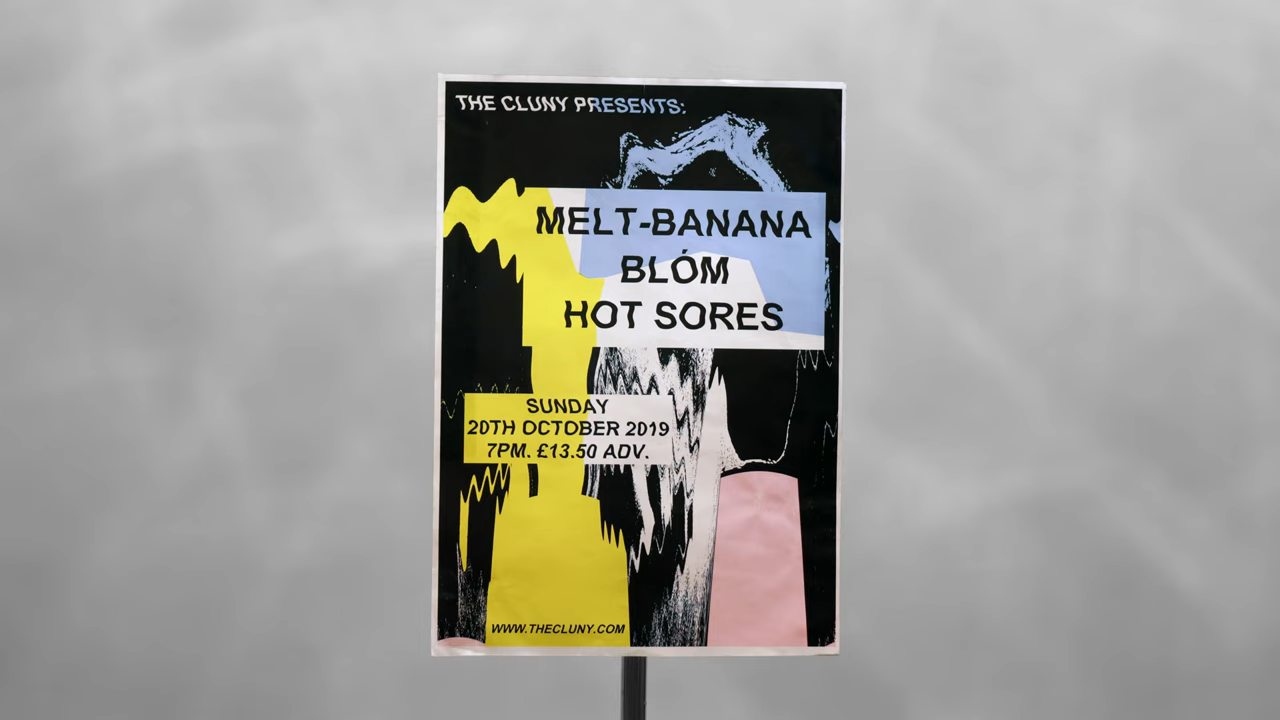 THE CLUNY PRESENTS:
MELT-BANANA
BLÓM
HOT SORES
SUNDAY
20TH OCTOBER 2019
7PM. £13.50 ADV.
WWW.THECLUNY.COM